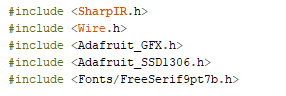 #include <SharpIR.h>
#include <Wire.h>
#include <Adafruit_GFX.h>
#include <Adafruit_SSD1306.h>
#include <Fonts/FreeSerif9pt7b.h>